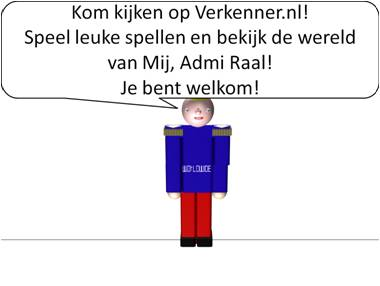 Kom kijken op Verkenner.nl!
Speel leuke spellen en bekijk de wereld
van Mij, Admi Raal!
Je bent welkom!